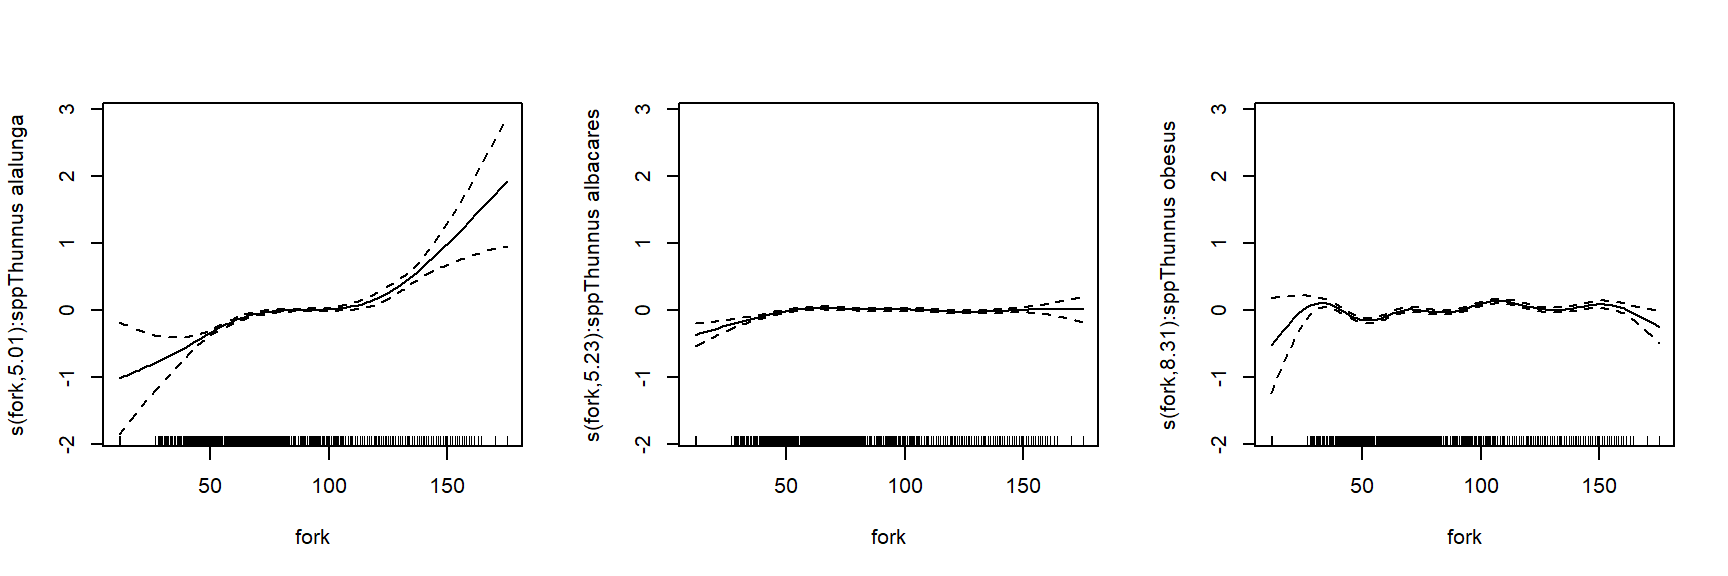 s(fork,5.01):sppThunnus alalunga
3
2
1
0
-1
-2
50 100 150
fork
s(fork,5.23):sppThunnus albacares
3
2
1
0
-1
-2
50 100 150
fork
s(fork,8.31):sppThunnus obesus
3
2
1
0
-1
-2
50 100 150
fork